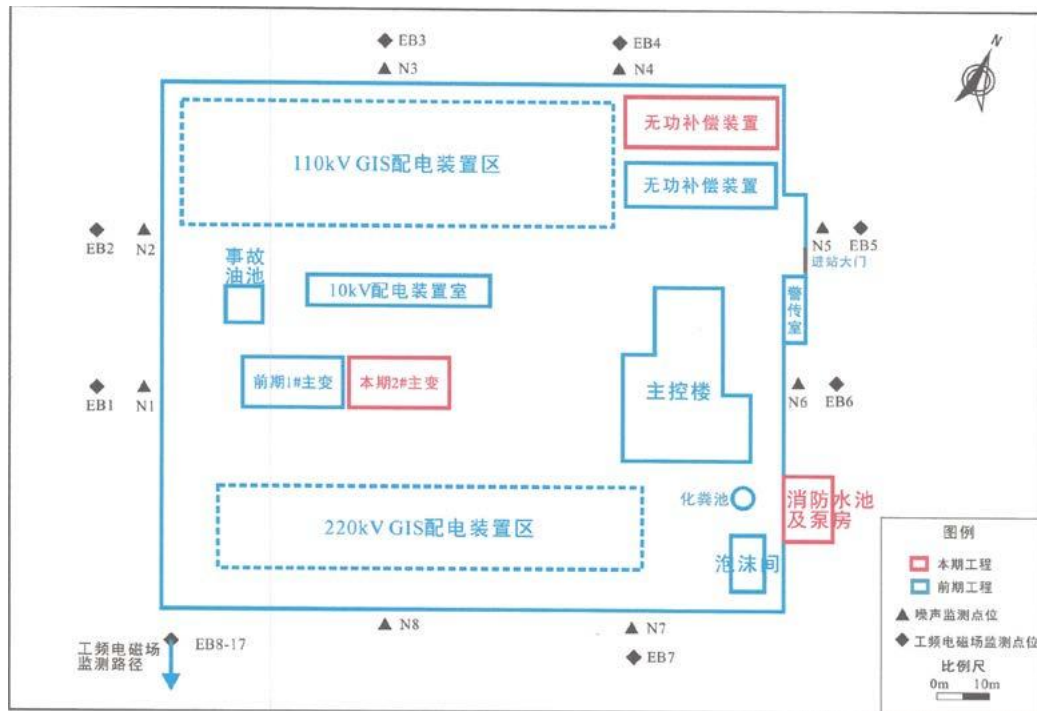 EB3
EB4
N3
N4
N
无功补偿装置
110kV GIS配电装置区
无功补偿装置
EB2
N2
N5
EB5
进站大门
事故
油池
10kV配电装置室
警传室
前期1#主变
本期2#主变
主控楼
EB1
N1
N6
EB6
化粪池
消防水池
及泵房
220kV GIS配电装置区
泡沫间
图例
本期工程
前期工程
噪声监测点位
工频电磁场监测点位
比例尺
0m
10m
N8
N7
EB7
工频电磁场
监测路径
EB8-17